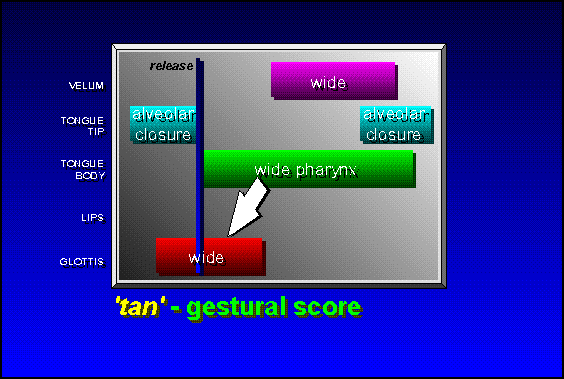 release
VELUM
wide
TONGUE
TIP
alveolar
closure
alveolar
closure
TONGUE
BODY
wide pharynx
LIPS
GLOTTIS
wide
'tan' - gestural score